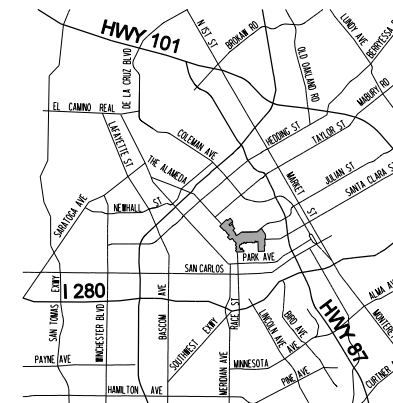 HWY 101
N 1ST ST
BROKAW RD
LUNDY AVE
BERRYESSA
OLD OAKLAND RD
MABURY RD
DE LA CRUZ BLVD
EL CAMINO REAL
LAFAYETTE ST
COLEMAN AVE
HEDDING ST
TAYLOR ST
THE ALAMEDA
JULIAN ST
SANTA CLARA S
MARKET ST
SARATOGA AVE
NEWHALL ST
PARK AVE
SAN CARLOS
I 280
SAN TOMAS EXWY
WINCHESTER BLVD
BASCOM AVE
SOUTHWEST EXWY
RACE ST
MERIDIAN AVE
LINCOLN AVE
BIRD AVE
HWY 87
ALMA AV
MONTERE
CURTNER
PAYNE AVE
MINNESOTA AVE
PINE AVE
HAMILTON AVE